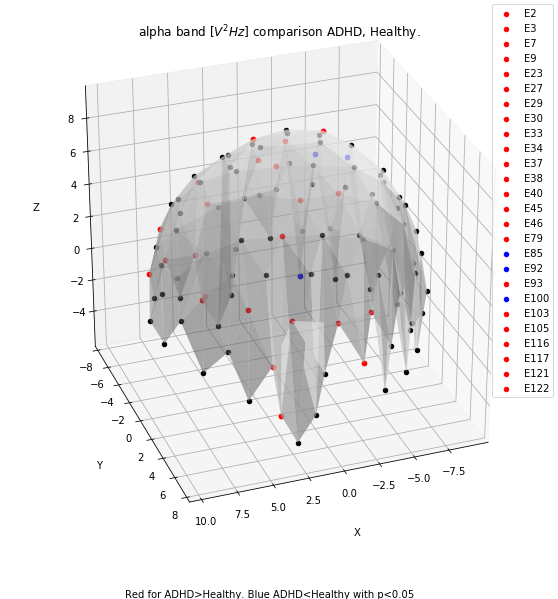 alpha band [V²Hz] comparison ADHD, Healthy.
E2
E3
E7
E9
E23
E27
E29
E30
E33
E34
E37
E38
E40
E45
E46
E79
E85
E92
E93
E100
E103
E105
E116
E117
E121
E122
Z
8
6
4
2
0
−2
−4
Y
−8
−6
−4
−2
0
2
4
6
8
10.0
7.5
5.0
2.5
0.0
−2.5
−5.0
−7.5
X
Red for ADHD>Healthy. Blue ADHD<Healthy with p<0.05